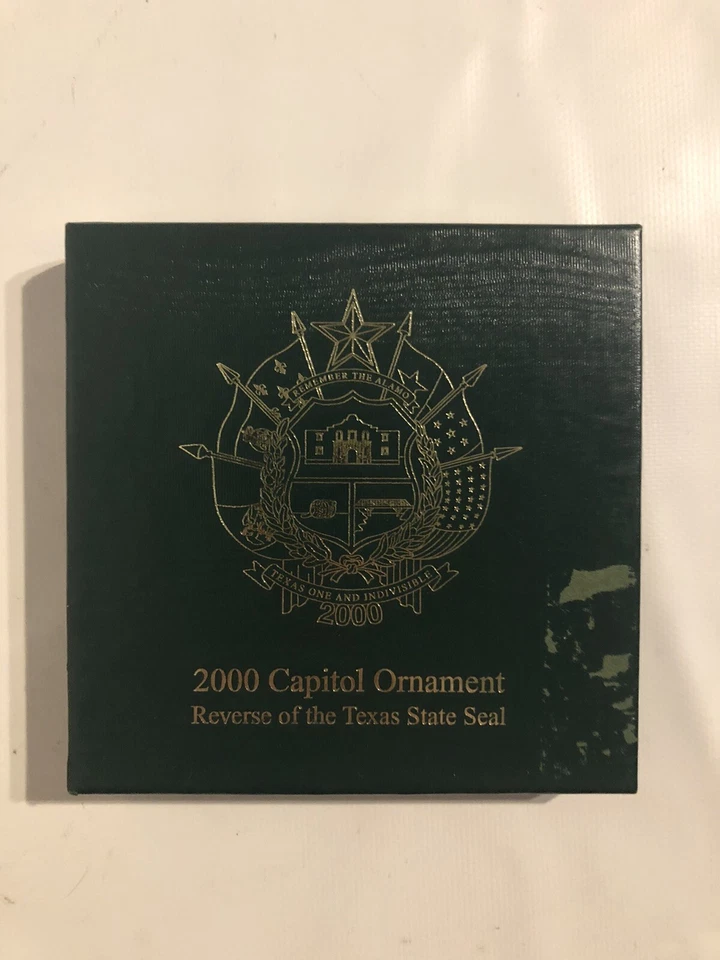 REMEMBER THE ALAMO
TEXAS ONE AND INDIVISIBLE
2000
2000 Capitol Ornament
Reverse of the Texas State Seal